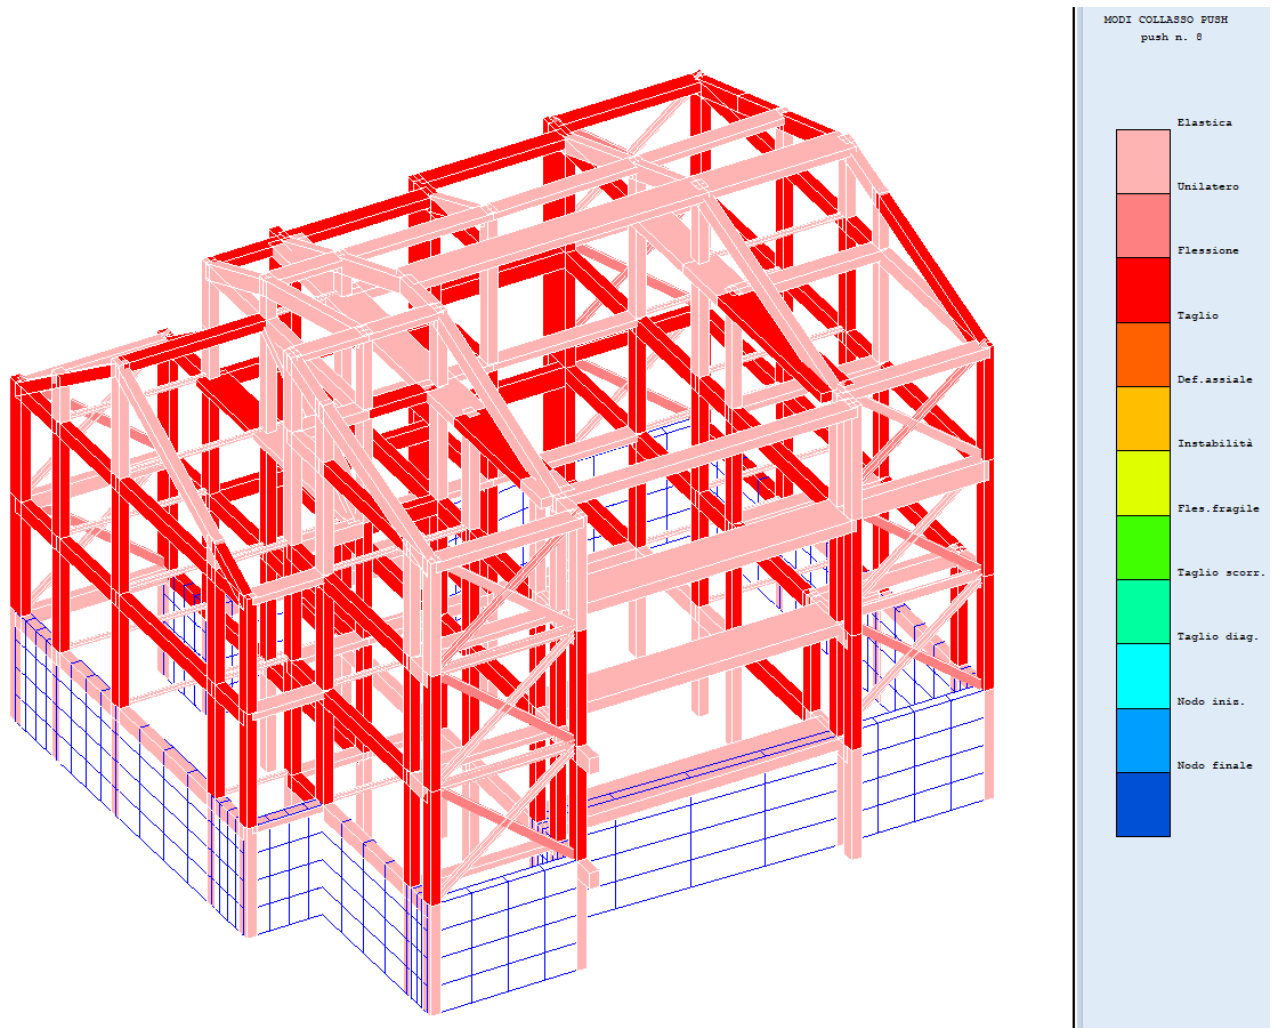 MODI COLLASSO PUSH
push n. 8
Elastica
Unilatero
Flessione
Taglio
Def.assiale
Instabilità
Fles.fragile
Taglio scorr.
Taglio diag.
Nodo iniz.
Nodo finale